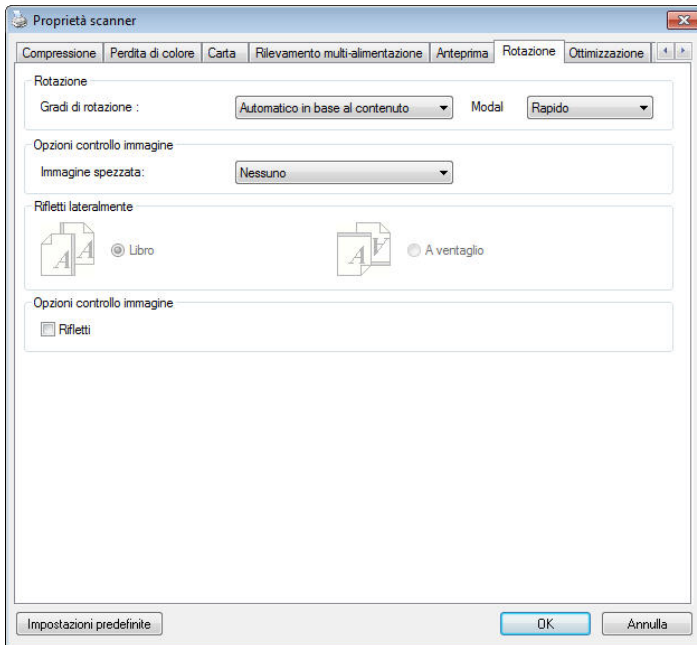 Proprietà scanner
Compressione Perdita di colore Carta Rilevamento multi-alimentazione Anteprima Rotazione Ottimizzazione
Rotazione
Gradi di rotazione : Automatico in base al contenuto Modal Rapido
Opzioni controllo immagine
Immagine spezzata: Nessuno
Rifletti lateralmente
A A Libro A A A ventaglio
Opzioni controllo immagine
Rifletti
Impostazioni predefinite OK Annulla